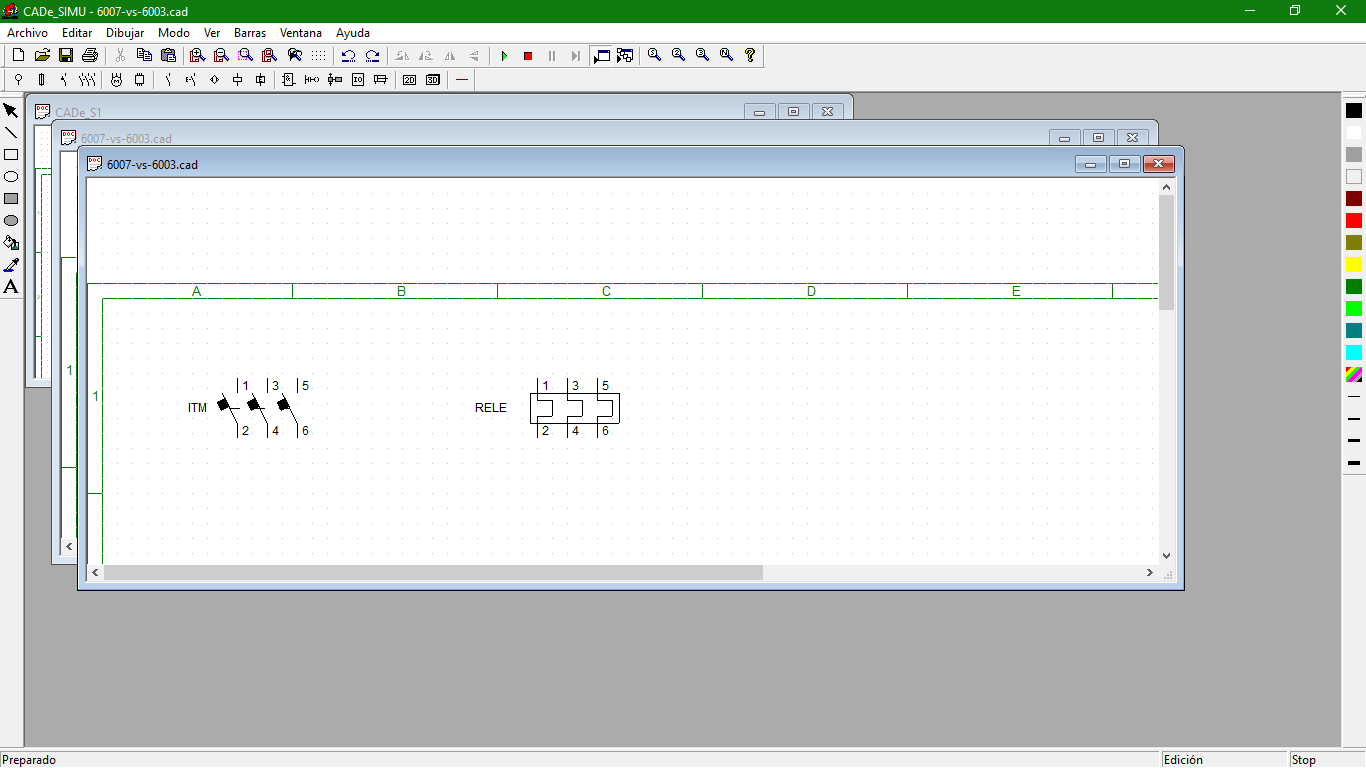 CADe_SIMU - 6007-vs-6003.cad
Archivo Editar Dibujar Modo Ver Barras Ventana Ayuda
CADe_S1
6007-vs-6003.cad
6007-vs-6003.cad
A B C D E
1
1
1 3 5
ITM
2 4 6
1 3 5
RELE
2 4 6
Preparado
Edición
Stop